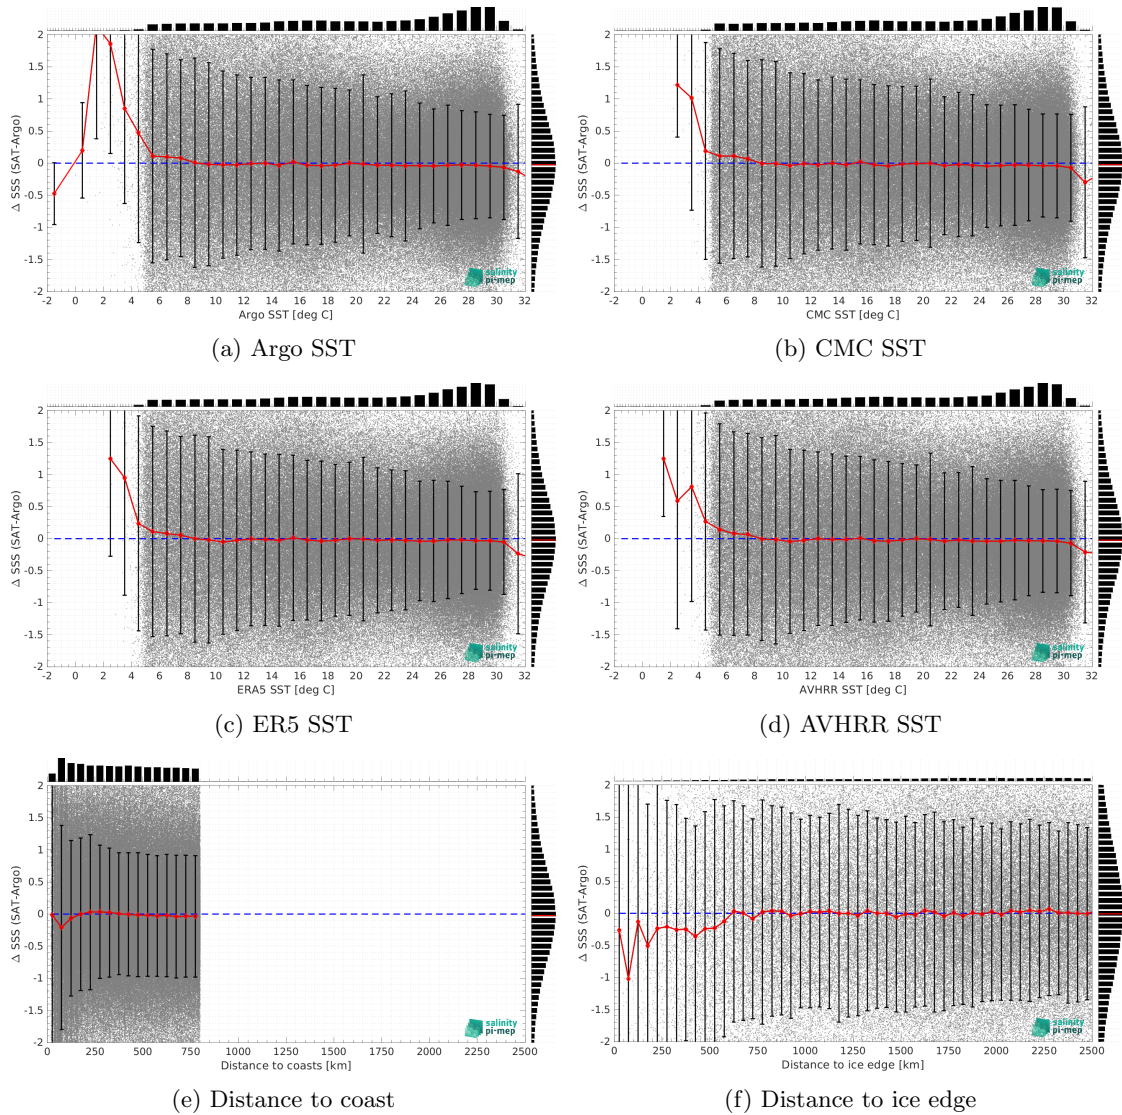 2
1.5
1
0.5
0
-0.5
-1
-1.5
-2
Δ SSS (SAT-Argo)
salinity
pi-mep
-2 0 2 4 6 8 10 12 14 16 18 20 22 24 26 28 30 32
Argo SST [deg C]
(a) Argo SST
2
1.5
1
0.5
0
-0.5
-1
-1.5
-2
Δ SSS (SAT-Argo)
salinity
pi-mep
-2 0 2 4 6 8 10 12 14 16 18 20 22 24 26 28 30 32
CMC SST [deg C]
(b) CMC SST
2
1.5
1
0.5
0
-0.5
-1
-1.5
-2
Δ SSS (SAT-Argo)
salinity
pi-mep
-2 0 2 4 6 8 10 12 14 16 18 20 22 24 26 28 30 32
ERA5 SST [deg C]
(c) ER5 SST
2
1.5
1
0.5
0
-0.5
-1
-1.5
-2
Δ SSS (SAT-Argo)
salinity
pi-mep
-2 0 2 4 6 8 10 12 14 16 18 20 22 24 26 28 30 32
AVHRR SST [deg C]
(d) AVHRR SST
2
1.5
1
0.5
0
-0.5
-1
-1.5
-2
Δ SSS (SAT-Argo)
salinity
pi-mep
0 250 500 750 1000 1250 1500 1750 2000 2250 2500
Distance to coasts [km]
(e) Distance to coast
2
1.5
1
0.5
0
-0.5
-1
-1.5
-2
Δ SSS (SAT-Argo)
salinity
pi-mep
0 250 500 750 1000 1250 1500 1750 2000 2250 2500
Distance to ice edge [km]
(f) Distance to ice edge